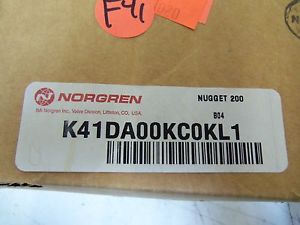 F41
NORGREN
NUGGET 200
IMI Norgren Inc. Valve Division, Littleton, CO, USA.
B04
K41DA00KC0KL1